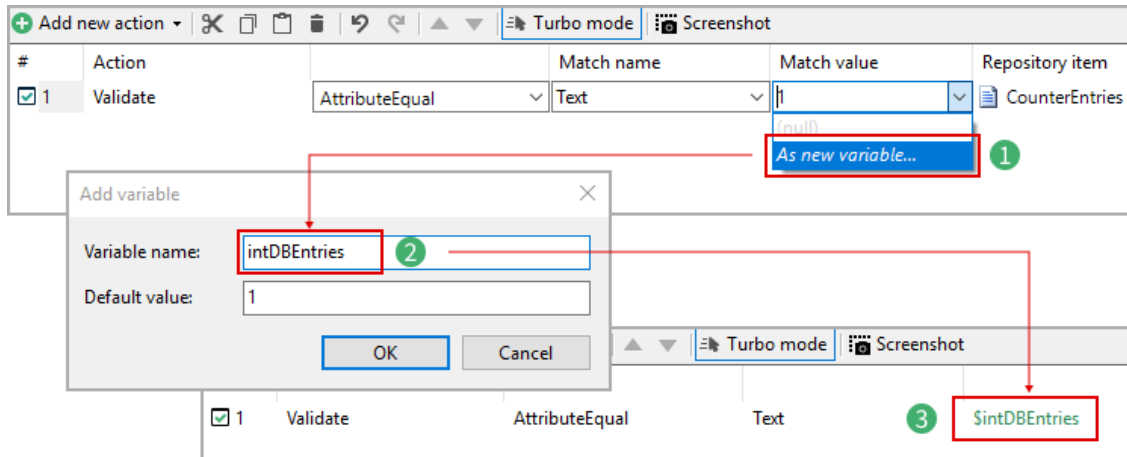 Add new action Turbo mode Screenshot
# Action Match name Match value Repository item
1 Validate AttributeEqual Text 1 CounterEntries
(null)
As new variable... 1
Add variable
Variable name: intDBEntries 2
Default value: 1
OK Cancel
Turbo mode Screenshot
1 Validate AttributeEqual Text 3 $intDBEntries